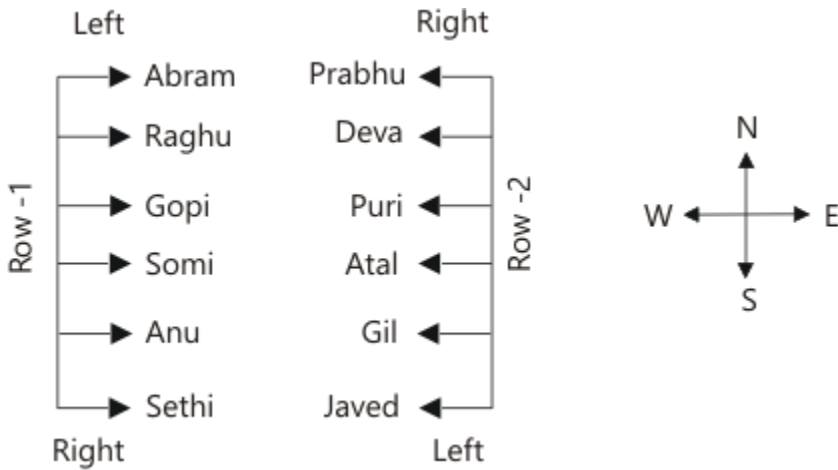 Left
Right
Abram
Prabhu
Raghu
Deva
N
Row -1
Gopi
Puri
Row -2
W
E
Somi
Atal
S
Anu
Gil
Sethi
Javed
Right
Left